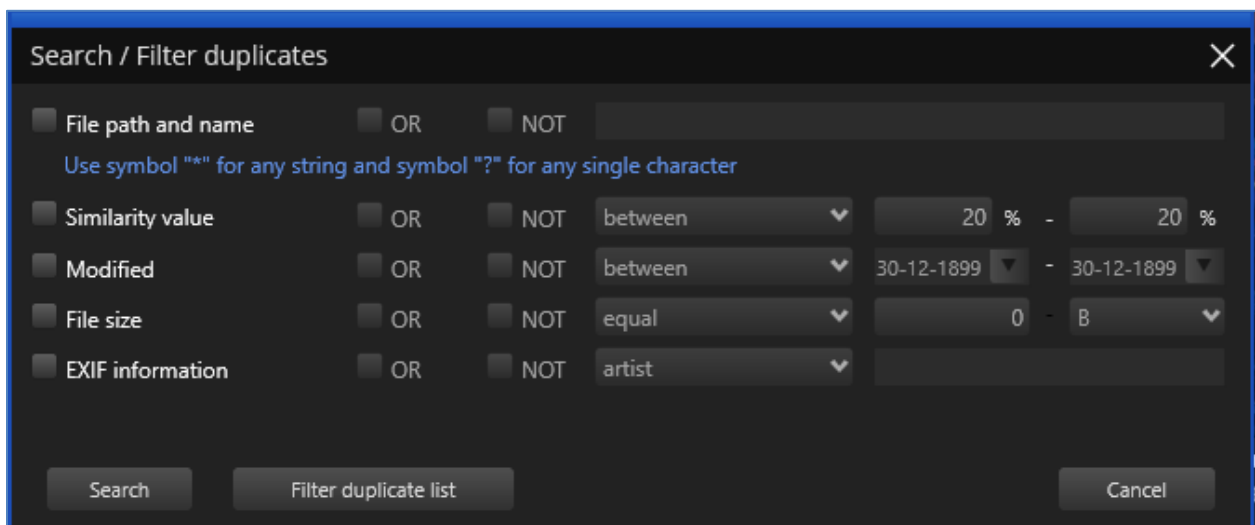 Search / Filter duplicates
File path and name OR NOT
Use symbol "*" for any string and symbol "?" for any single character
Similarity value OR NOT between 20 % - 20 %
Modified OR NOT between 30-12-1899 - 30-12-1899
File size OR NOT equal 0 - B
EXIF information OR NOT artist
Search Filter duplicate list Cancel